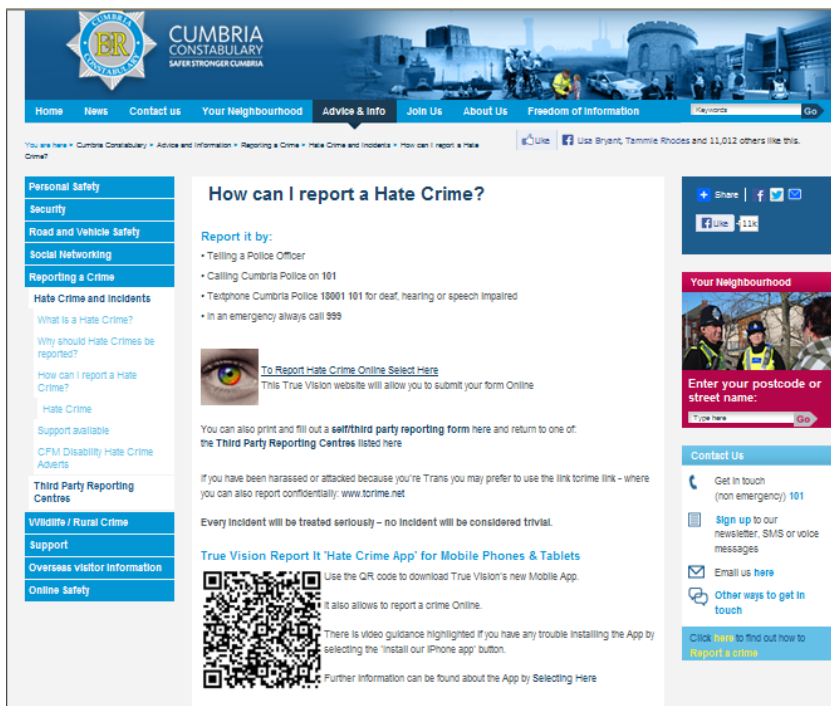 CUMBRIA
CONSTABULARY
SAFER STRONGER CUMBRIA
CUMBRIA
ER
CONSTABULARY
Home News Contact us Your Neighbourhood Advice & Info Join Us About Us Freedom of Information
Keywords Go
You are here » Cumbria Constabulary » Advice and Information » Reporting a Crime » Hate Crime and Incidents » How can I report a Hate
Crime?
Like Lisa Bryant, Tammie Rhodes and 11,012 others like this.
Personal Safety
Security
Road and Vehicle Safety
Social Networking
Reporting a Crime
Hate Crime and Incidents
What is a Hate Crime?
Why should Hate Crimes be
reported?
How can I report a Hate
Crime?
Hate Crime
Support available
CFM Disability Hate Crime
Adverts
Third Party Reporting
Centres
Wildlife / Rural Crime
Support
Overseas visitor information
Online Safety
How can I report a Hate Crime?
Report it by:
• Telling a Police Officer
• Calling Cumbria Police on 101
• Textphone Cumbria Police 18001 101 for deaf, hearing or speech impaired
• In an emergency always call 999
To Report Hate Crime Online Select Here
This True Vision website will allow you to submit your form Online
You can also print and fill out a self/third party reporting form here and return to one of:
the Third Party Reporting Centres listed here
If you have been harassed or attacked because you're Trans you may prefer to use the link tcrime link - where
you can also report confidentially: www.tcrime.net
Every incident will be treated seriously – no incident will be considered trivial.
True Vision Report It 'Hate Crime App' for Mobile Phones & Tablets
Use the QR code to download True Vision's new Mobile App.
It also allows to report a crime Online.
There is video guidance highlighted if you have any trouble installing the App by
selecting the 'install our iPhone app' button.
Further information can be found about the App by Selecting Here
Share
Like 11k
Your Neighbourhood
Enter your postcode or
street name:
Type here Go
Contact Us
Get in touch
(non emergency) 101
Sign up to our
newsletter, SMS or voice
messages
Email us here
Other ways to get in
touch
Click here to find out how to
Report a crime